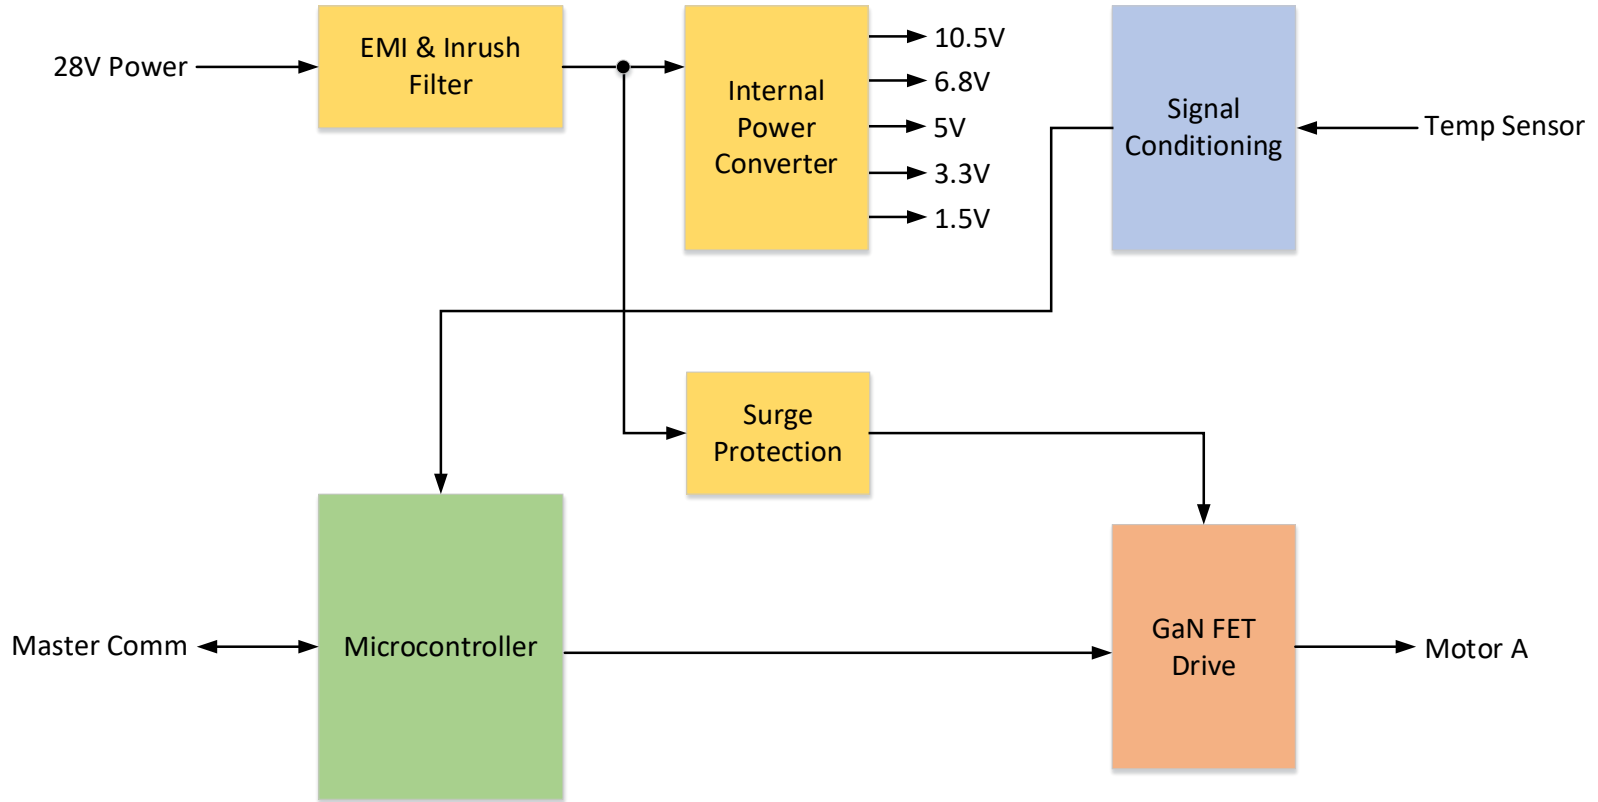 28V Power
EMI & Inrush
Filter
Internal
Power
Converter
10.5V
6.8V
5V
3.3V
1.5V
Signal
Conditioning
Temp Sensor
Surge
Protection
Master Comm
Microcontroller
GaN FET
Drive
Motor A